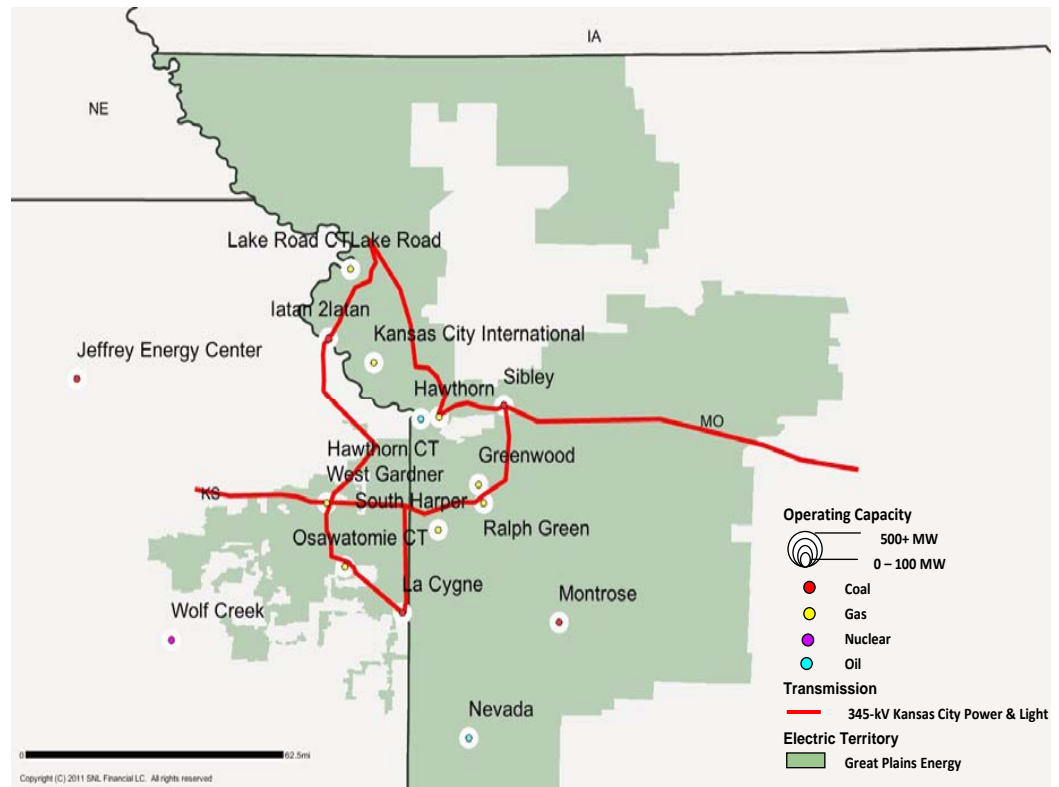 IA
NE
Lake Road CTLake Road
Iatan 2Iatan
Kansas City International
Jeffrey Energy Center
Sibley
Hawthorn
MO
Hawthorn CT
Greenwood
West Gardner
KS
South Harper
Ralph Green
Osawatomie CT
La Cygne
Montrose
Wolf Creek
Nevada
Operating Capacity
500+ MW
0 – 100 MW
Coal
Gas
Nuclear
Oil
Transmission
345-kV Kansas City Power & Light
Electric Territory
Great Plains Energy
0 62.5mi
Copyright (C) 2011 SNL Financial LC. All rights reserved